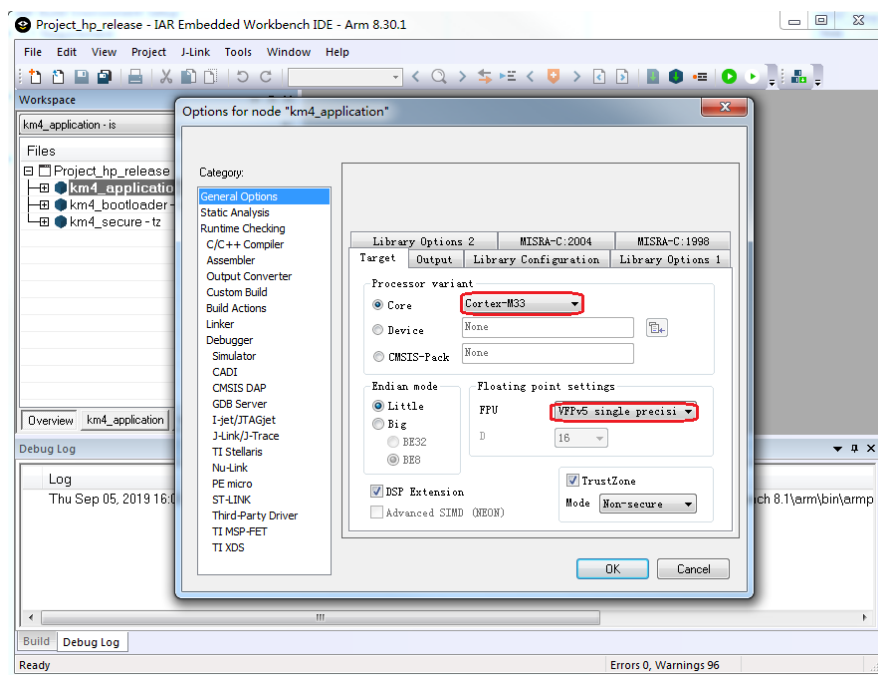 Project_hp_release - IAR Embedded Workbench IDE - Arm 8.30.1
File Edit View Project J-Link Tools Window Help
Workspace
km4_application - is
Files
Project_hp_release
km4_applicatio
km4_bootloader -
km4_secure - tz
Overview km4_application
Options for node "km4_application"
Category:
General Options
Static Analysis
Runtime Checking
C/C++ Compiler
Assembler
Output Converter
Custom Build
Build Actions
Linker
Debugger
Simulator
CADI
CMSIS DAP
GDB Server
I-jet/JTAGjet
J-Link/J-Trace
TI Stellaris
Nu-Link
PE micro
ST-LINK
Third-Party Driver
TI MSP-FET
TI XDS
Library Options 2 MISRA-C:2004 MISRA-C:1998
Target Output Library Configuration Library Options 1
Processor variant
Core Cortex-M33
Device None
CMSIS-Pack None
Endian mode
Little
Big
BE32
BE8
Floating point settings
FPU VFPv5 single precisi
D 16
DSP Extension
Advanced SIMD (NEON)
TrustZone
Mode Non-secure
OK Cancel
Debug Log
Log
Thu Sep 05, 2019 16:0
ch 8.1\arm\bin\armp
Build Debug Log
Ready Errors 0, Warnings 96